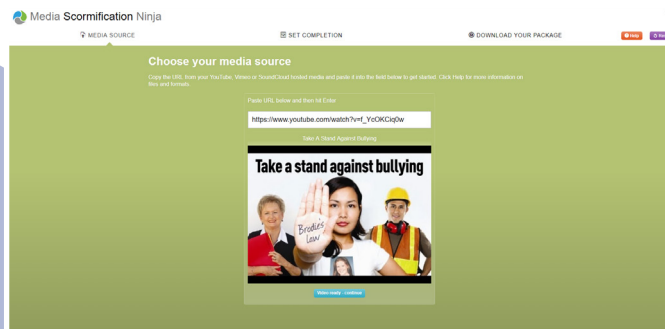 Media Scormification Ninja
MEDIA SOURCE
SET COMPLETION
DOWNLOAD YOUR PACKAGE
Help
Choose your media source
Copy the URL from your YouTube, Vimeo or SoundCloud hosted media and paste it into the field below to get started. Click Help for more information on
files and formats.
Paste URL below and then hit Enter
https://www.youtube.com/watch?v=f_YcOKCiq0w
Take A Stand Against Bullying
Take a stand against bullying
Brodie's
law
Video ready - continue